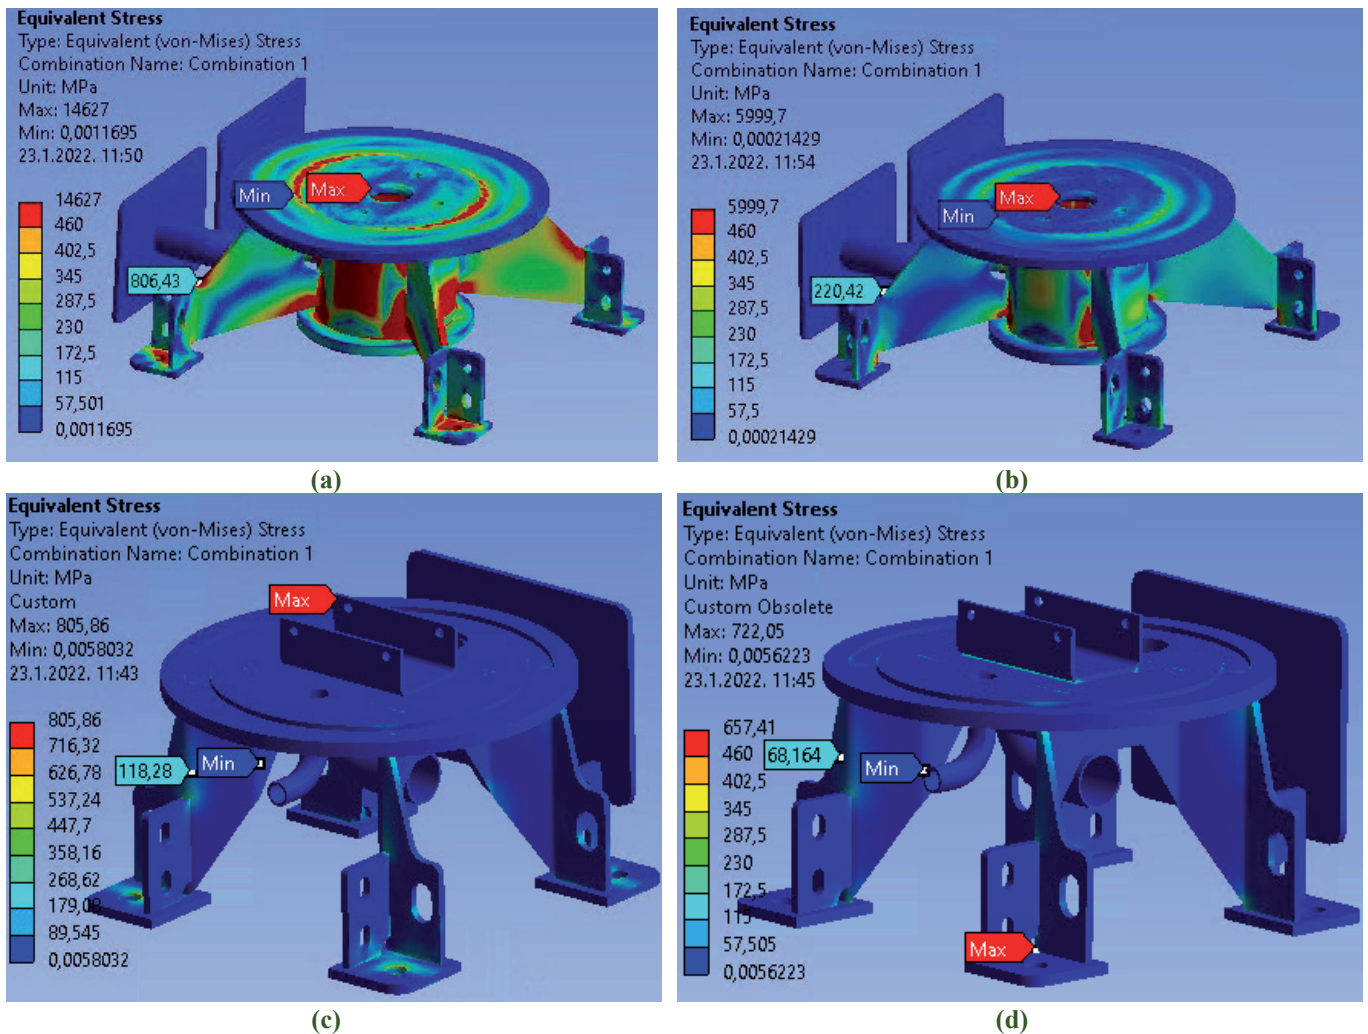 Equivalent Stress
Type: Equivalent (von-Mises) Stress
Combination Name: Combination 1
Unit: MPa
Max: 14627
Min: 0,0011695
23.1.2022. 11:50
14627
460
402,5
345
287,5
230
172,5
115
57,501
0,0011695
Min
Max
806,43
(a)
Equivalent Stress
Type: Equivalent (von-Mises) Stress
Combination Name: Combination 1
Unit: MPa
Max: 5999,7
Min: 0,00021429
23.1.2022. 11:54
5999,7
460
402,5
345
287,5
230
172,5
115
57,5
0,00021429
Max
Min
220,42
(b)
Equivalent Stress
Type: Equivalent (von-Mises) Stress
Combination Name: Combination 1
Unit: MPa
Custom
Max: 805,86
Min: 0,0058032
23.1.2022. 11:43
805,86
716,32
626,78
537,24
447,7
358,16
268,62
179,08
89,545
0,0058032
Max
118,28
Min
(c)
Equivalent Stress
Type: Equivalent (von-Mises) Stress
Combination Name: Combination 1
Unit: MPa
Custom Obsolete
Max: 722,05
Min: 0,0056223
23.1.2022. 11:45
657,41
460
402,5
345
287,5
230
172,5
115
57,505
0,0056223
68,164
Min
Max
(d)